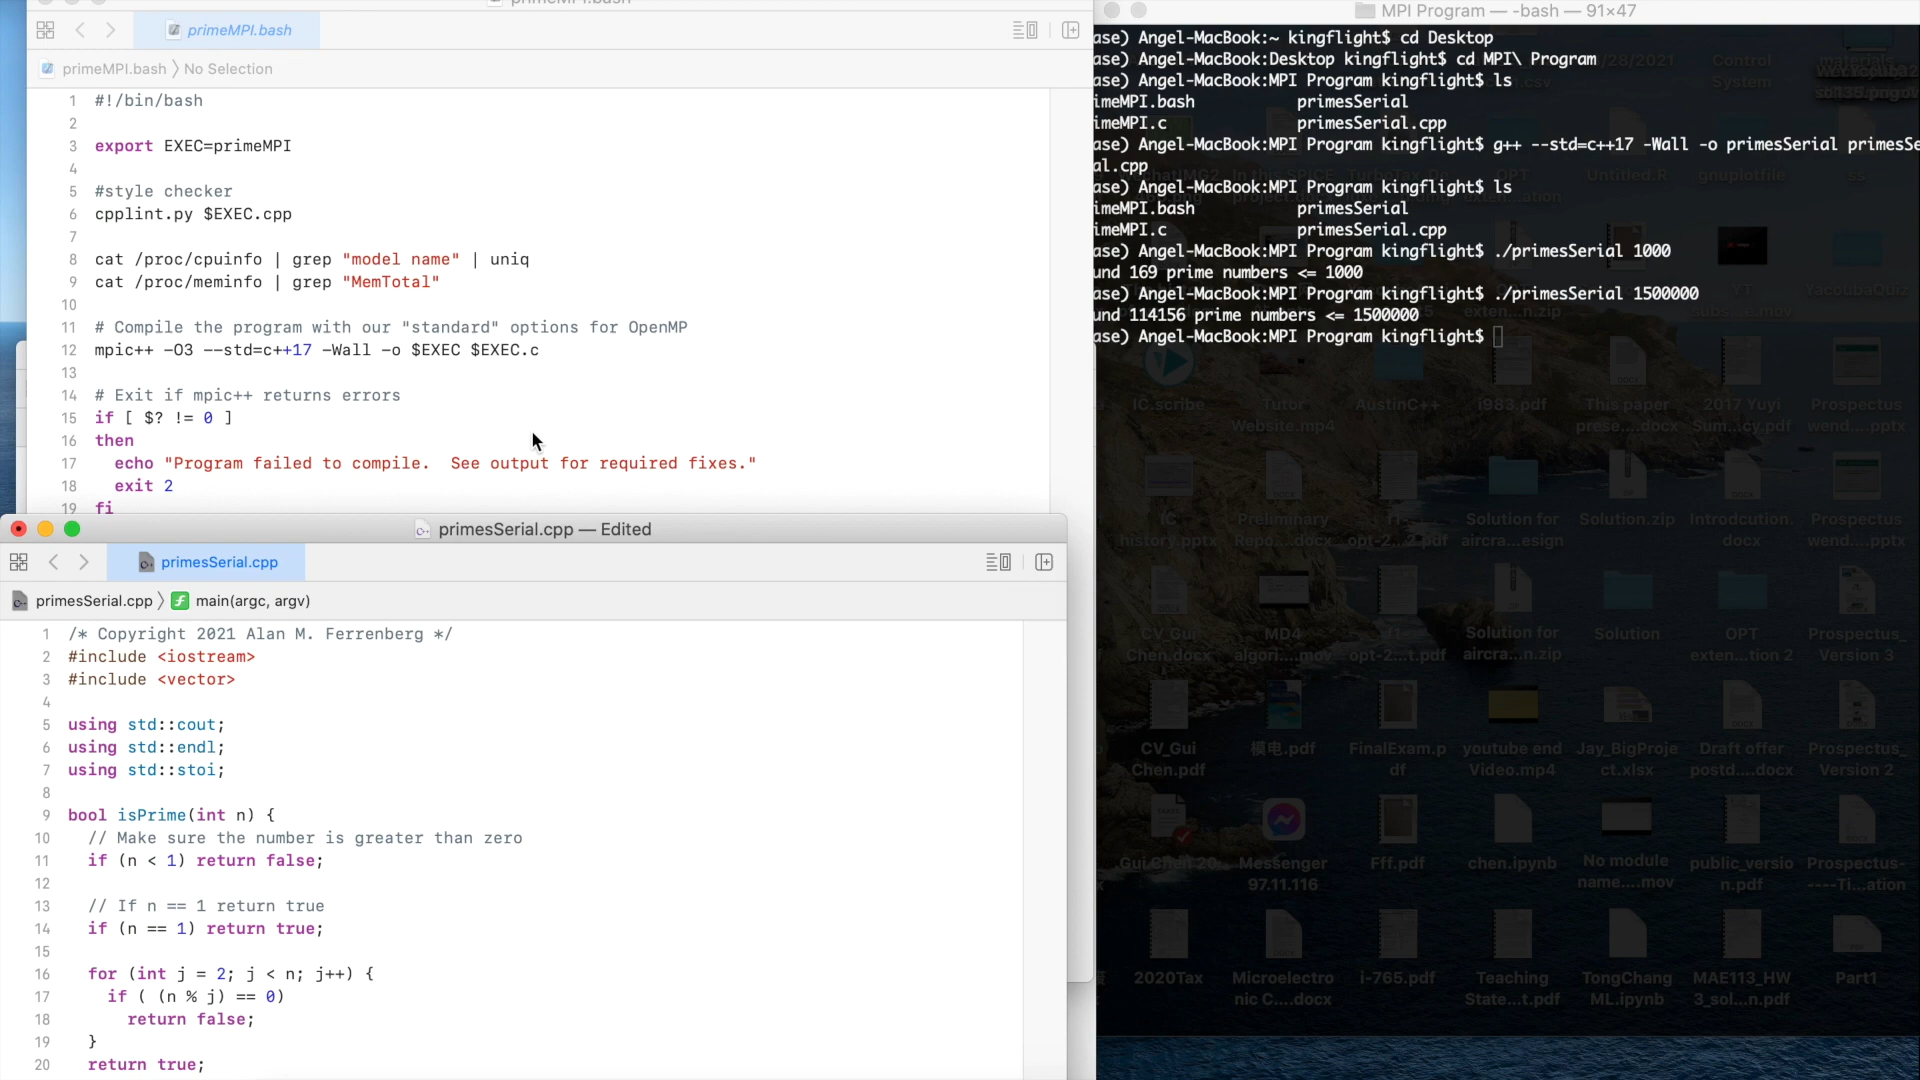 primeMPI.bash
primeMPI.bash
primeMPI.bash 〉 No Selection
1 #!/bin/bash
2
3 export EXEC=primeMPI
4
5 #style checker
6 cpplint.py $EXEC.cpp
7
8 cat /proc/cpuinfo | grep "model name" | uniq
9 cat /proc/meminfo | grep "MemTotal"
10
11 # Compile the program with our "standard" options for OpenMP
12 mpic++ -O3 --std=c++17 -Wall -o $EXEC $EXEC.c
13
14 # Exit if mpic++ returns errors
15 if [ $? != 0 ]
16 then
17 echo "Program failed to compile.  See output for required fixes."
18 exit 2
19 fi
primesSerial.cpp — Edited
primesSerial.cpp
primesSerial.cpp 〉 main(argc, argv)
1 /* Copyright 2021 Alan M. Ferrenberg */
2 #include <iostream>
3 #include <vector>
4
5 using std::cout;
6 using std::endl;
7 using std::stoi;
8
9 bool isPrime(int n) {
10 // Make sure the number is greater than zero
11 if (n < 1) return false;
12
13 // If n == 1 return true
14 if (n == 1) return true;
15
16 for (int j = 2; j < n; j++) {
17 if ( (n % j) == 0)
18 return false;
19 }
20 return true;
MPI Program — -bash — 91×47
ase) Angel-MacBook:~ kingflight$ cd Desktop
ase) Angel-MacBook:Desktop kingflight$ cd MPI\ Program
ase) Angel-MacBook:MPI Program kingflight$ ls
imeMPI.bash primesSerial
imeMPI.c primesSerial.cpp
ase) Angel-MacBook:MPI Program kingflight$ g++ --std=c++17 -Wall -o primesSerial primesSe
al.cpp
ase) Angel-MacBook:MPI Program kingflight$ ls
imeMPI.bash primesSerial
imeMPI.c primesSerial.cpp
ase) Angel-MacBook:MPI Program kingflight$ ./primesSerial 1000
und 169 prime numbers <= 1000
ase) Angel-MacBook:MPI Program kingflight$ ./primesSerial 1500000
und 114156 prime numbers <= 1500000
ase) Angel-MacBook:MPI Program kingflight$
Control
System
Untitled.R
gnuplotfile
IC.scribe
Tutor
Website.mp4
AustinC++
i983.pdf
This paper
prese....docx
2017 Yuyi
Sum...cy.pdf
Prospectus
wend....pptx
IC
history.pptx
Preliminary
Repo...docx
Solution for
aircra...esign
Solution.zip
Introdcution.
docx
Prospectus
wend....pptx
CV_Gui
Chen.docx
MD4
algori....mov
opt-2...t.pdf
Solution for
aircra...n.zip
Solution
OPT
exten...tion 2
Prospectus_
Version 3
CV_Gui
Chen.pdf
模电.pdf
FinalExam.p
df
youtube end
Video.mp4
Jay_BigProje
ct.xlsx
Draft offer
postd....docx
Prospectus_
Version 2
Gui Chen 20
Messenger
97.11.116
Fff.pdf
chen.ipynb
No module
name....mov
public_versio
n.pdf
Prospectus-
----Ti...ation
2020Tax
Microelectro
nic C....docx
i-765.pdf
Teaching
State...t.pdf
TongChang
ML.ipynb
MAE113_HW
3_sol...n.pdf
Part1